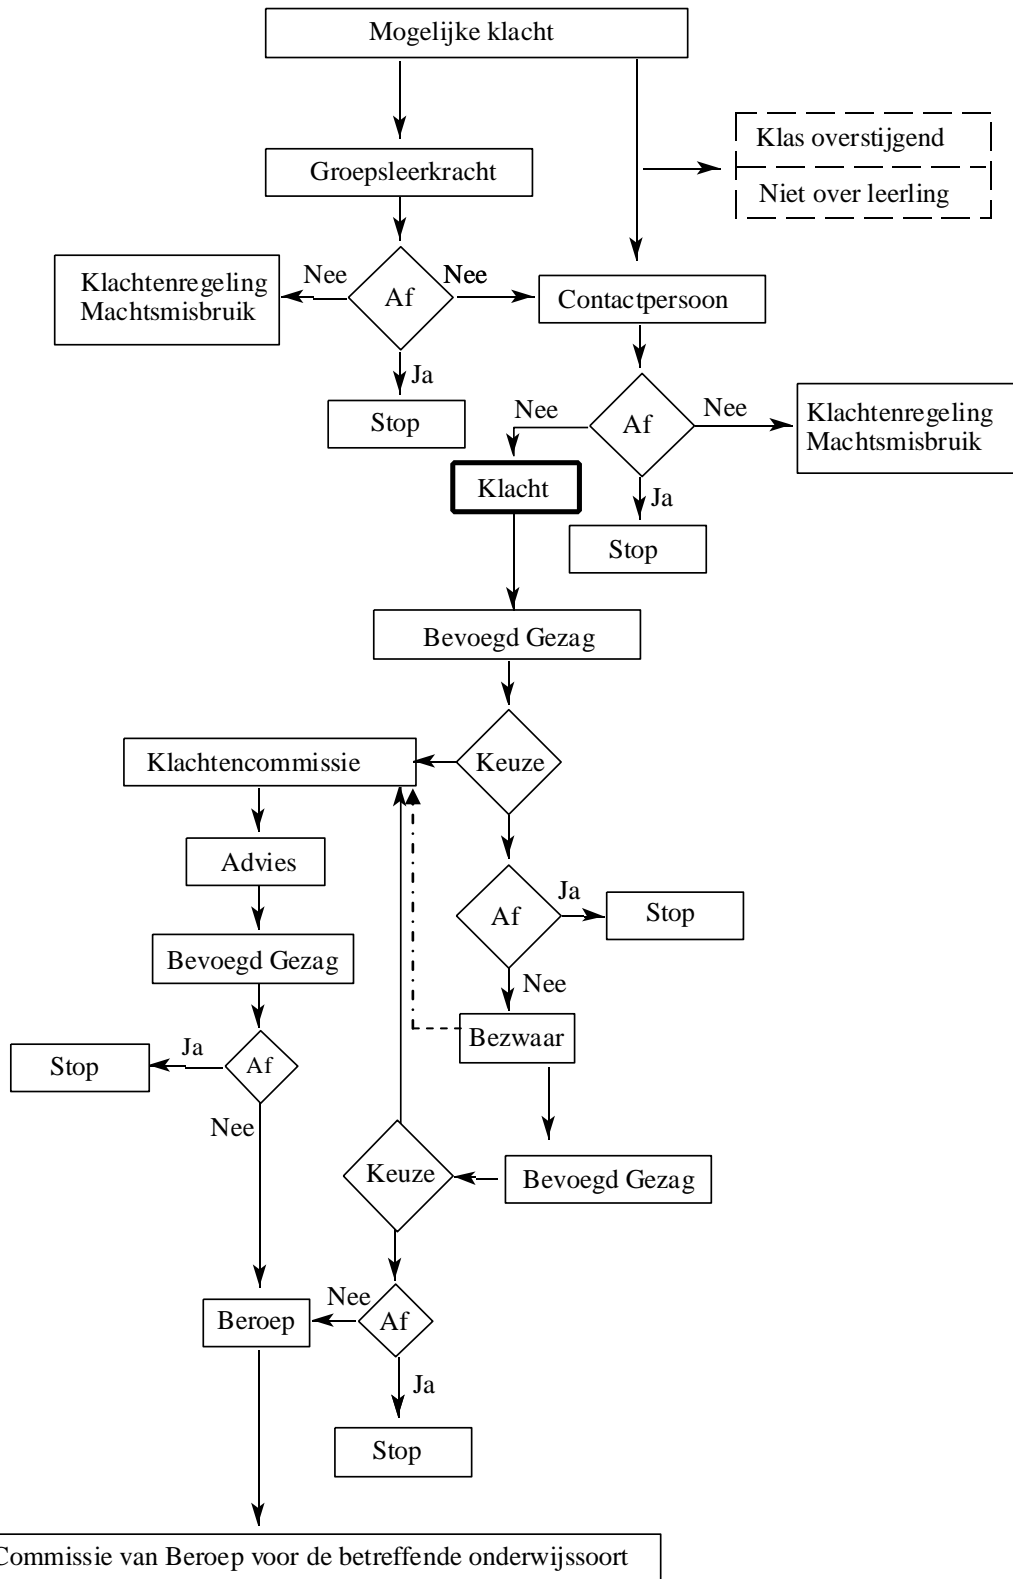 Mogelijke klacht
Klas overstijgend
Groepsleerkracht
Niet over leerling
Klachtenregeling
Machtsmisbruik
Nee
Af
Nee
Contactpersoon
Ja
Stop
Nee
Af
Nee
Klachtenregeling
Machtsmisbruik
Klacht
Ja
Stop
Bevoegd Gezag
Klachtencommissie
Keuze
Advies
Af
Ja
Stop
Bevoegd Gezag
Nee
Bezwaar
Stop
Ja
Af
Nee
Keuze
Bevoegd Gezag
Beroep
Nee
Af
Ja
Stop
Commissie van Beroep voor de betreffende onderwijssoort